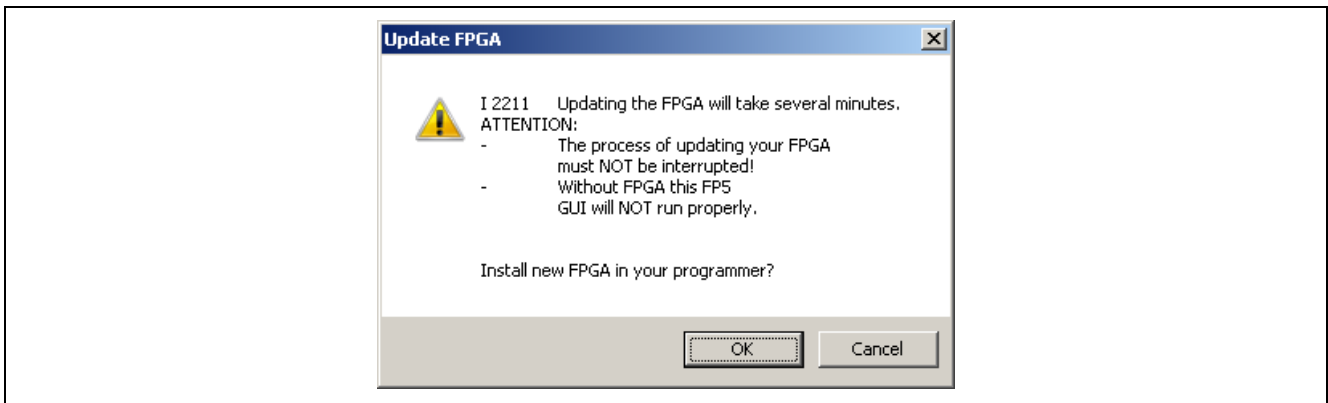 Update FPGA
I 2211 Updating the FPGA will take several minutes.
ATTENTION:
- The process of updating your FPGA
must NOT be interrupted!
- Without FPGA this FP5
GUI will NOT run properly.
Install new FPGA in your programmer?
OK Cancel